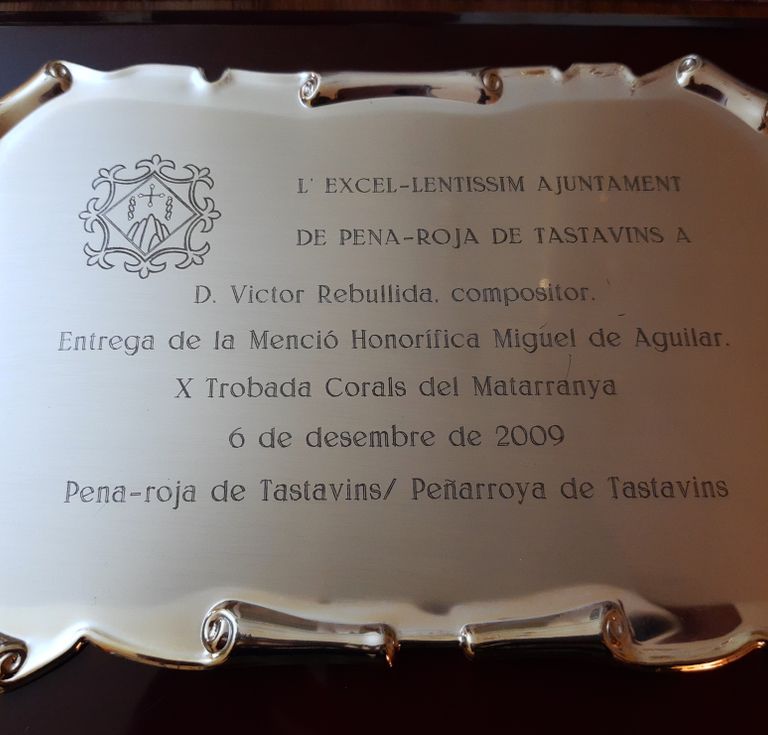 L' EXCEL-LENTISSIM AJUNTAMENT
DE PENA-ROJA DE TASTAVINS A
D. Victor Rebullida, compositor.
Entrega de la Menció Honorífica Miguel de Aguilar.
X Trobada Corals del Matarranya
6 de desembre de 2009
Pena-roja de Tastavins/ Peñarroya de Tastavins